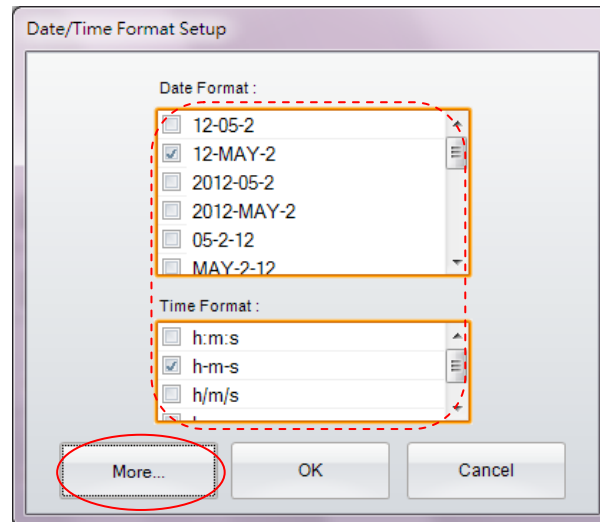 Date/Time Format Setup
Date Format :
12-05-2
12-MAY-2
2012-05-2
2012-MAY-2
05-2-12
MAY-2-12
Time Format :
h:m:s
h-m-s
h/m/s
More...
OK
Cancel